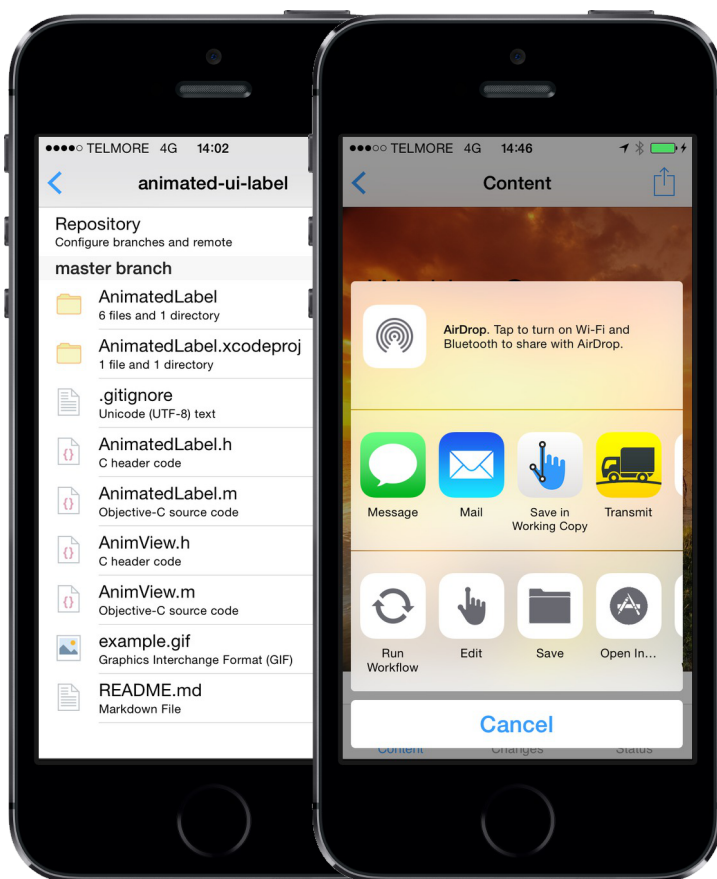 TELMORE 4G 14:02
animated-ui-label
Repository
Configure branches and remote
master branch
AnimatedLabel
6 files and 1 directory
AnimatedLabel.xcodeproj
1 file and 1 directory
.gitignore
Unicode (UTF-8) text
AnimatedLabel.h
C header code
AnimatedLabel.m
Objective-C source code
AnimView.h
C header code
AnimView.m
Objective-C source code
example.gif
Graphics Interchange Format (GIF)
README.md
Markdown File
TELMORE 4G 14:46
Content
AirDrop. Tap to turn on Wi-Fi and
Bluetooth to share with AirDrop.
Message Mail Save in Working Copy Transmit
Run Workflow Edit Save Open In...
Cancel
Content Changes Status